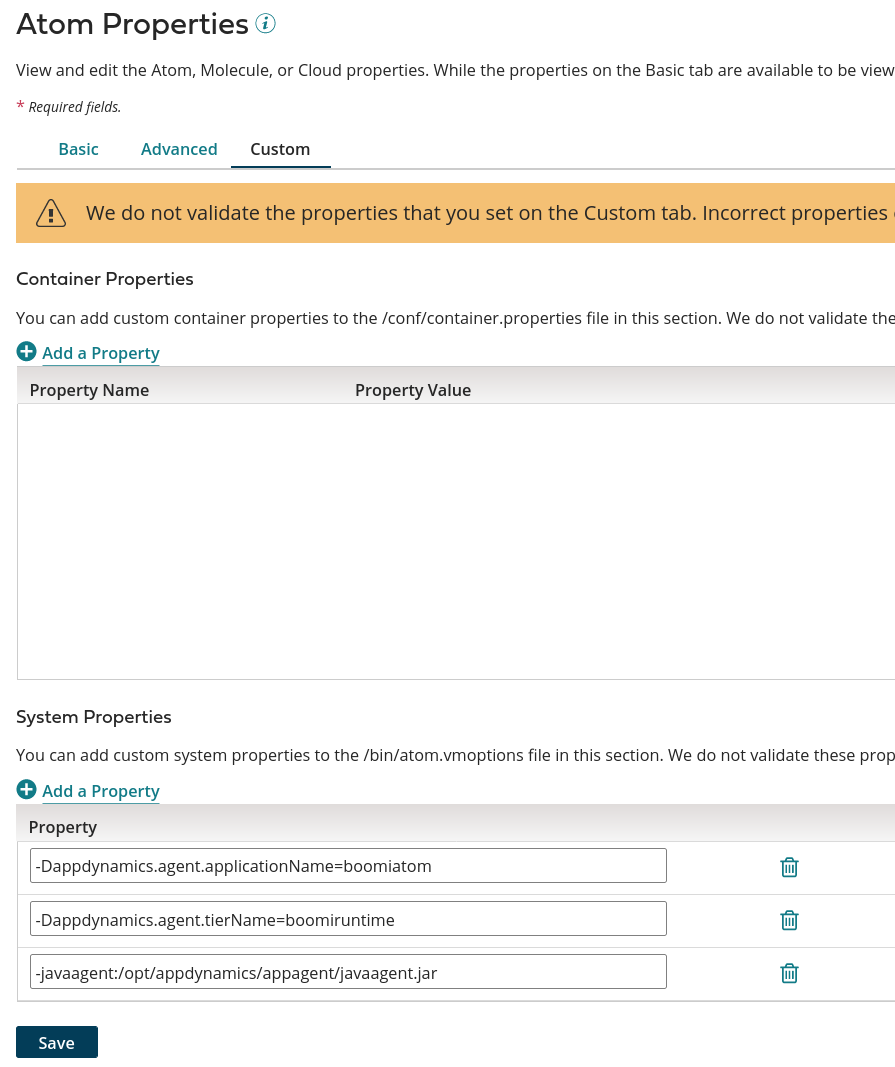 Atom Properties
View and edit the Atom, Molecule, or Cloud properties. While the properties on the Basic tab are available to be view
* Required fields.
Basic Advanced Custom
We do not validate the properties that you set on the Custom tab. Incorrect properties
Container Properties
You can add custom container properties to the /conf/container.properties file in this section. We do not validate the
Add a Property
Property Name Property Value
System Properties
You can add custom system properties to the /bin/atom.vmoptions file in this section. We do not validate these prop
Add a Property
Property
-Dappdynamics.agent.applicationName=boomiatom
-Dappdynamics.agent.tierName=boomiruntime
-javaagent:/opt/appdynamics/appagent/javaagent.jar
Save